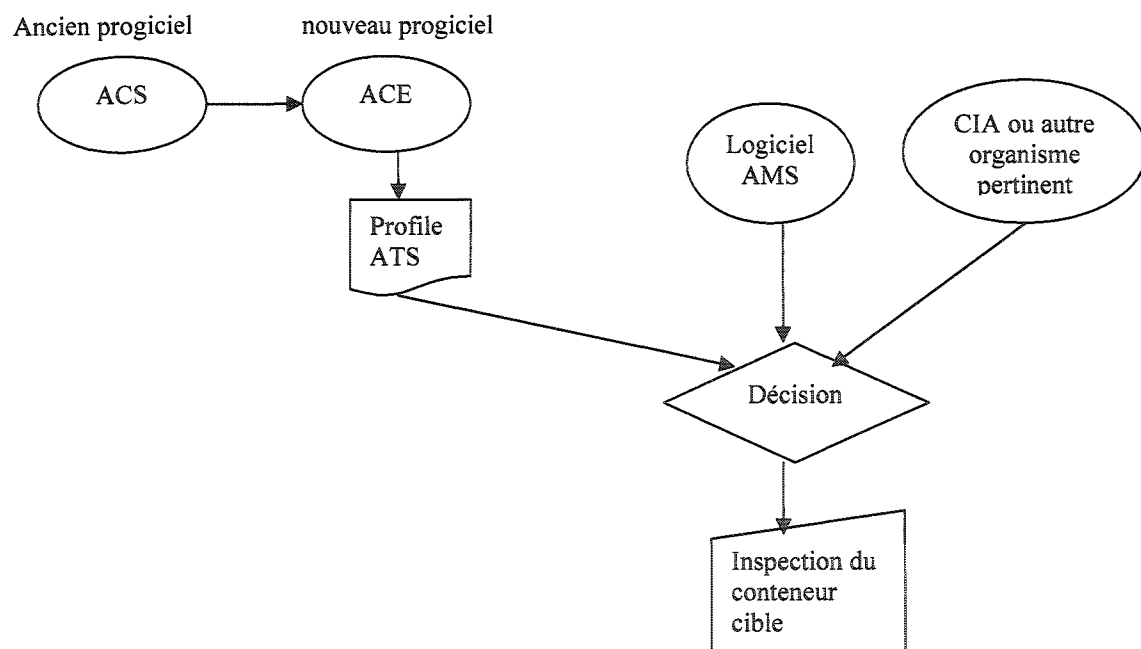 Ancien progiciel
nouveau progiciel
ACS
ACE
Logiciel
AMS
CIA ou autre
organisme
pertinent
Profile
ATS
Décision
Inspection du
conteneur
cible